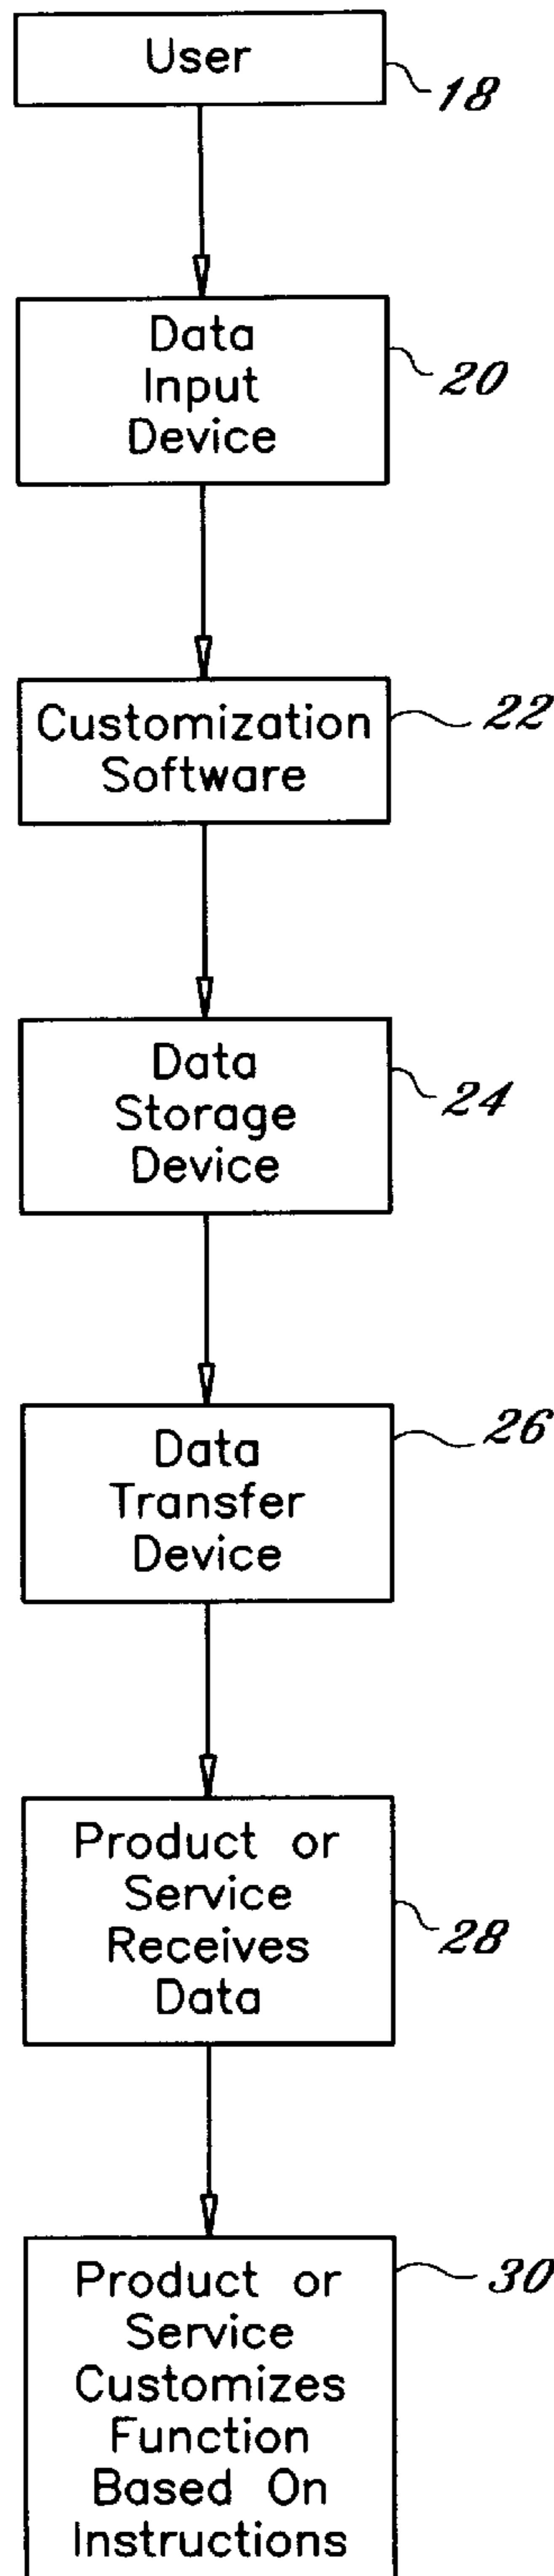 User
18
Data
Input
Device
20
Customization
Software
22
Data
Storage
Device
24
Data
Transfer
Device
26
Product or
Service
Receives
Data
28
Product or
Service
Customizes
Function
Based On
Instructions
30